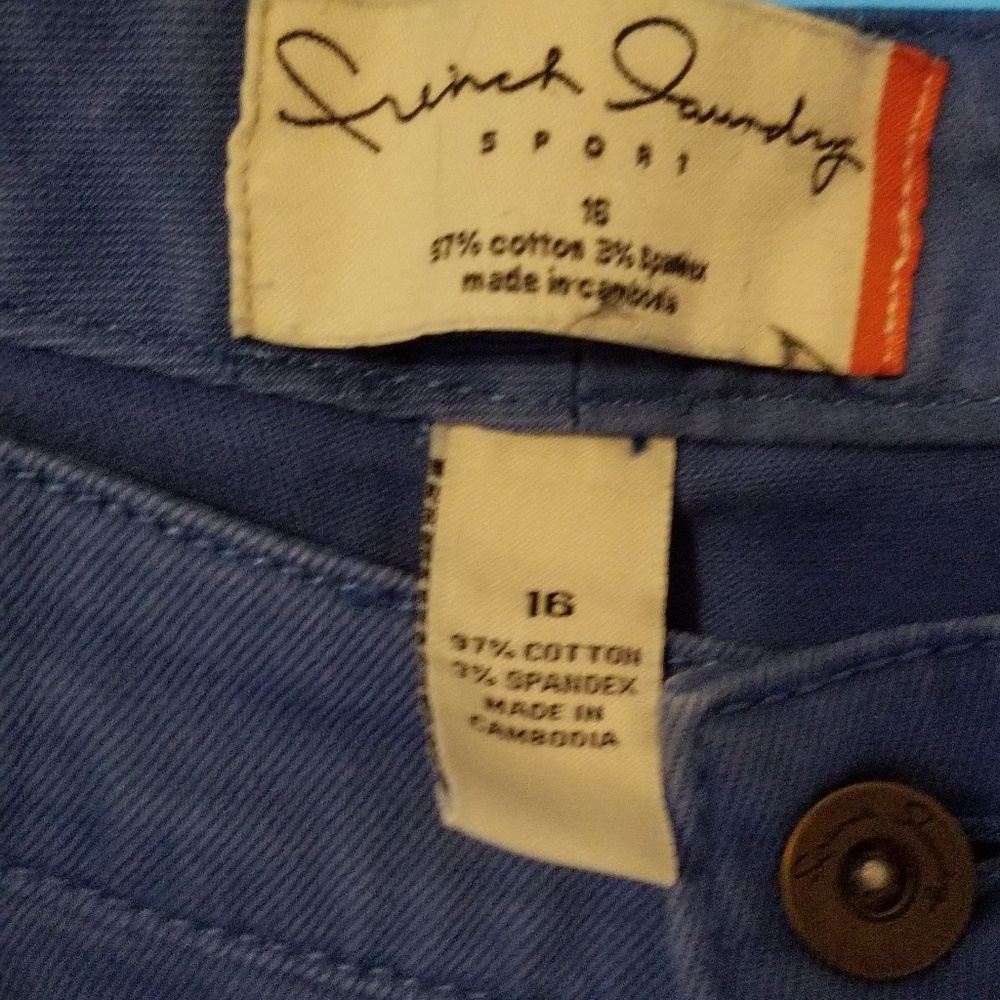 French Laundry
SPORT
16
97% cotton 3% Spandex
made in cambodia
16
97% COTTON
3% SPANDEX
MADE IN
CAMBODIA